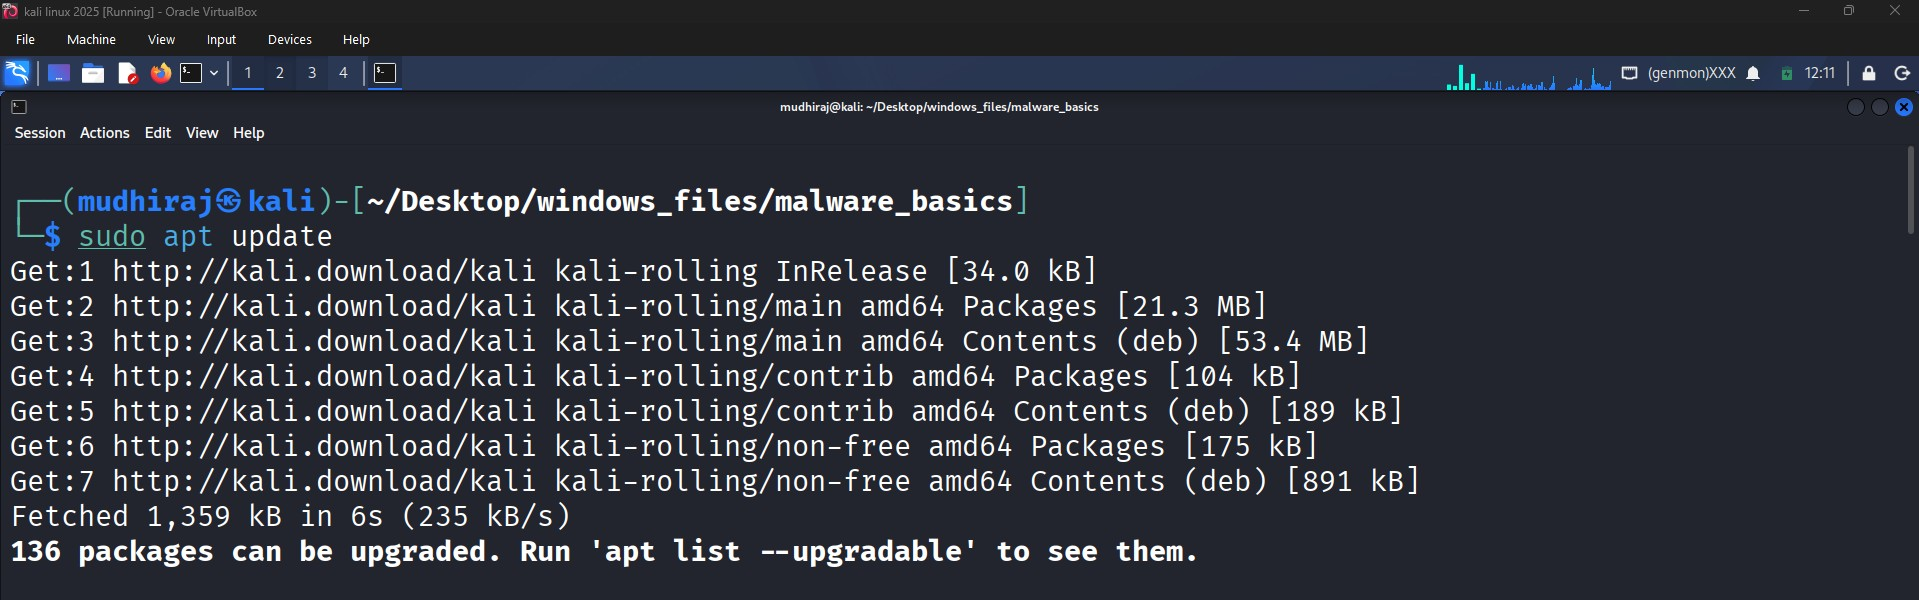 kali linux 2025 [Running] - Oracle VirtualBox
File Machine View Input Devices Help
1 2 3 4 (genmon)XXX 12:11
mudhiraj@kali: ~/Desktop/windows_files/malware_basics
Session Actions Edit View Help
┌──(mudhiraj㉿kali)-[~/Desktop/windows_files/malware_basics]
└─$ sudo apt update
Get:1 http://kali.download/kali kali-rolling InRelease [34.0 kB]
Get:2 http://kali.download/kali kali-rolling/main amd64 Packages [21.3 MB]
Get:3 http://kali.download/kali kali-rolling/main amd64 Contents (deb) [53.4 MB]
Get:4 http://kali.download/kali kali-rolling/contrib amd64 Packages [104 kB]
Get:5 http://kali.download/kali kali-rolling/contrib amd64 Contents (deb) [189 kB]
Get:6 http://kali.download/kali kali-rolling/non-free amd64 Packages [175 kB]
Get:7 http://kali.download/kali kali-rolling/non-free amd64 Contents (deb) [891 kB]
Fetched 1,359 kB in 6s (235 kB/s)
136 packages can be upgraded. Run 'apt list --upgradable' to see them.